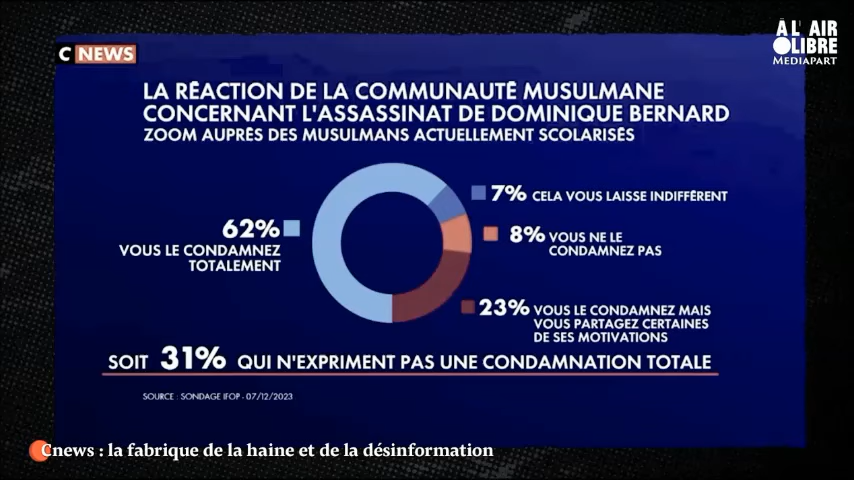 C NEWS
À L'AIR
LIBRE
MEDIAPART
LA RÉACTION DE LA COMMUNAUTÉ MUSULMANE
CONCERNANT L'ASSASSINAT DE DOMINIQUE BERNARD
ZOOM AUPRÈS DES MUSULMANS ACTUELLEMENT SCOLARISÉS
62%
VOUS LE CONDAMNEZ
TOTALEMENT
7% CELA VOUS LAISSE INDIFFÉRENT
8% VOUS NE LE
CONDAMNEZ PAS
23% VOUS LE CONDAMNEZ MAIS
VOUS PARTAGEZ CERTAINES
DE SES MOTIVATIONS
SOIT 31% QUI N'EXPRIMENT PAS UNE CONDAMNATION TOTALE
SOURCE : SONDAGE IFOP - 07/12/2023
Cnews : la fabrique de la haine et de la désinformation